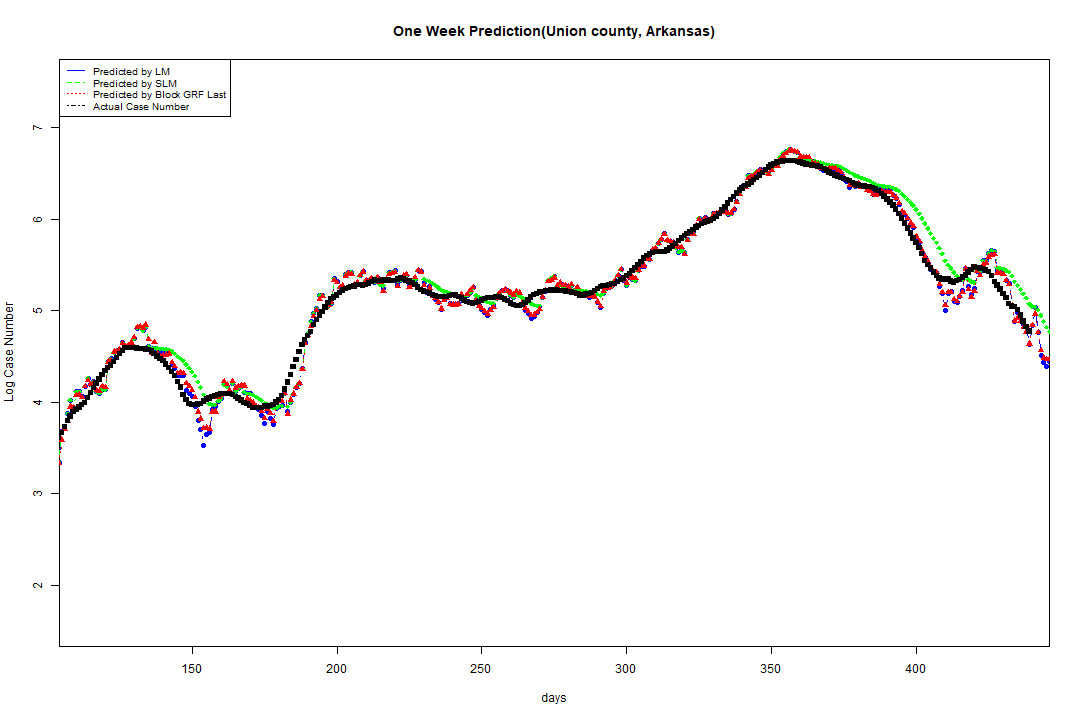 One Week Prediction(Union county, Arkansas)
Predicted by LM
Predicted by SLM
Predicted by Block GRF Last
Actual Case Number
7
6
5
4
3
2
Log Case Number
150 200 250 300 350 400
days